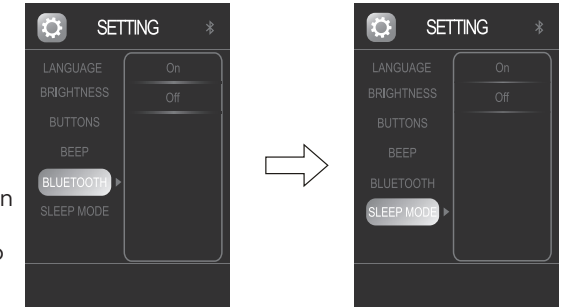 SETTING
LANGUAGE
On
BRIGHTNESS
Off
BUTTONS
BEEP
BLUETOOTH
SLEEP MODE
n
o
SETTING
LANGUAGE
On
BRIGHTNESS
Off
BUTTONS
BEEP
BLUETOOTH
SLEEP MODE